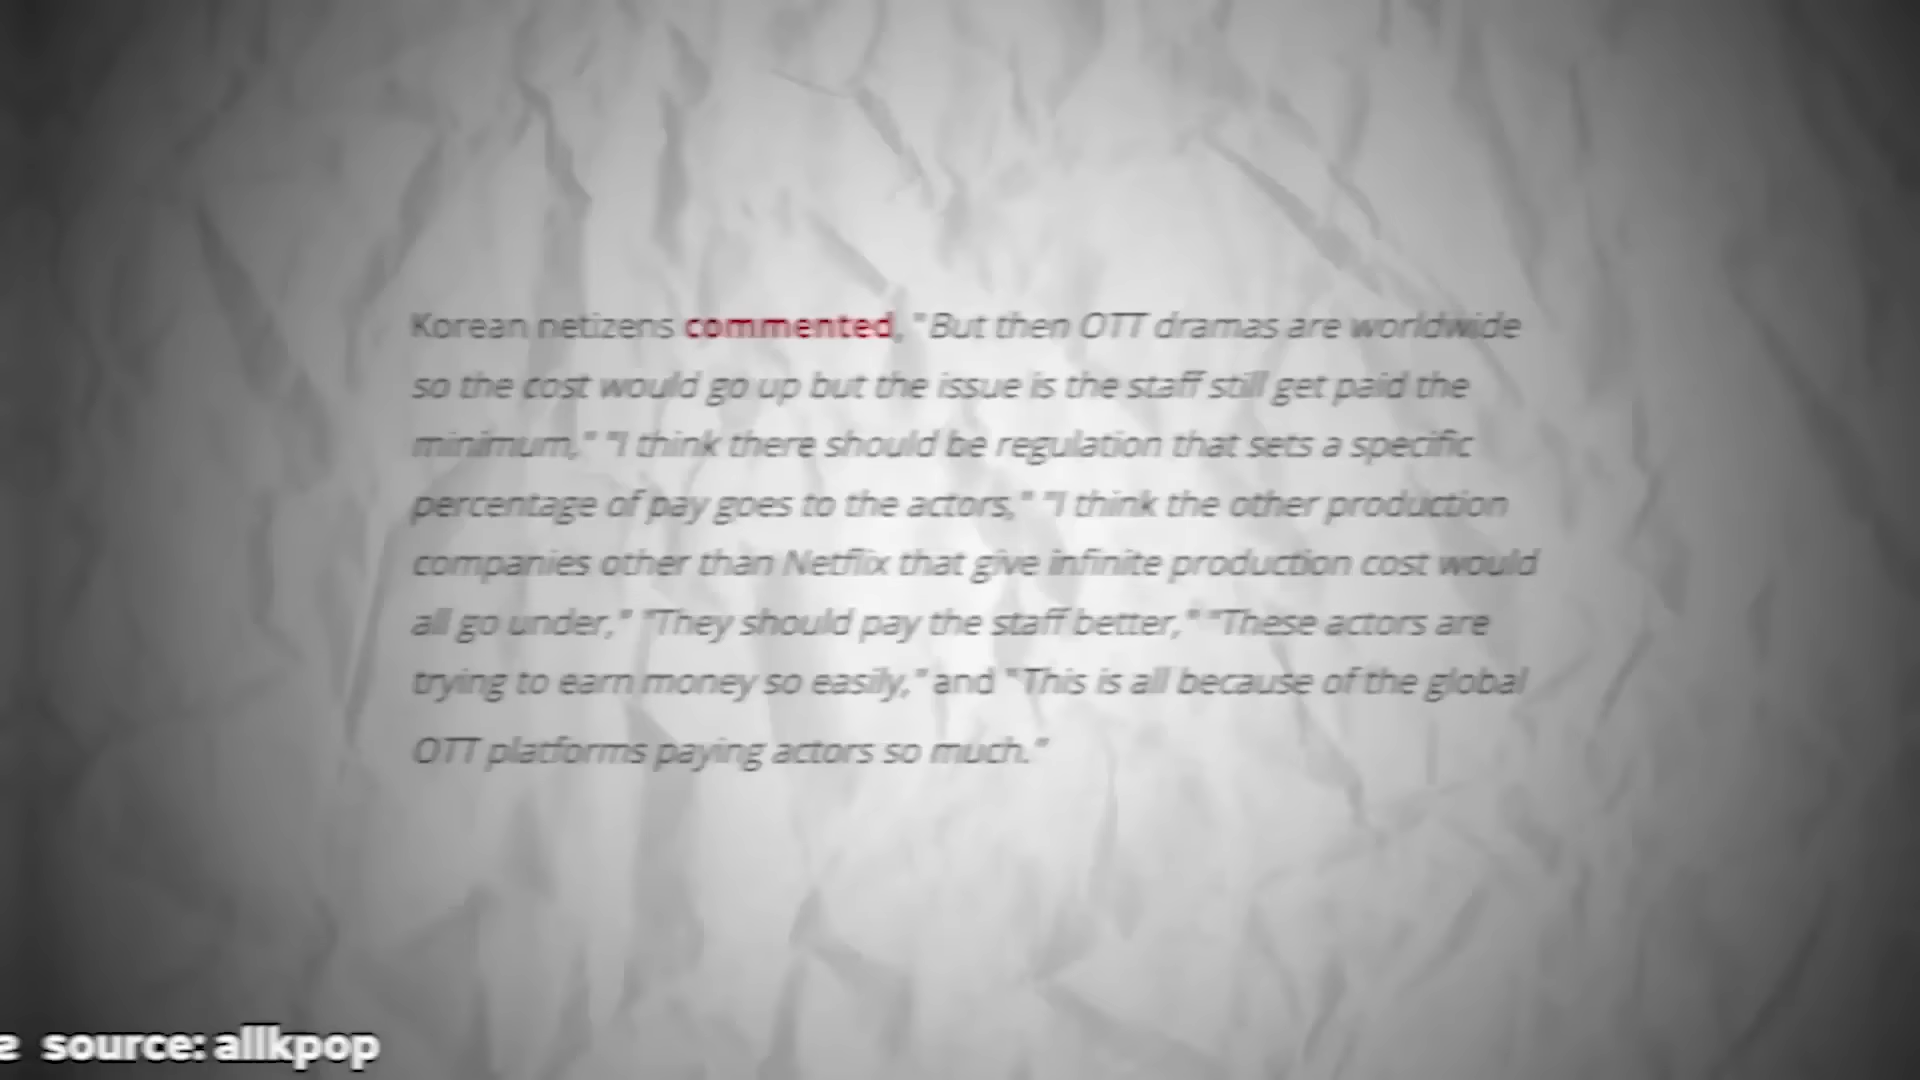 Korean netizens commented, "But then OTT dramas are worldwide
so the cost would go up but the issue is the staff still get paid the
minimum," "I think there should be regulation that sets a specific
percentage of pay goes to the actors," "I think the other production
companies other than Netflix that give infinite production cost would
all go under," "They should pay the staff better," "These actors are
trying to earn money so easily," and "This is all because of the global
OTT platforms paying actors so much."
source: allkpop